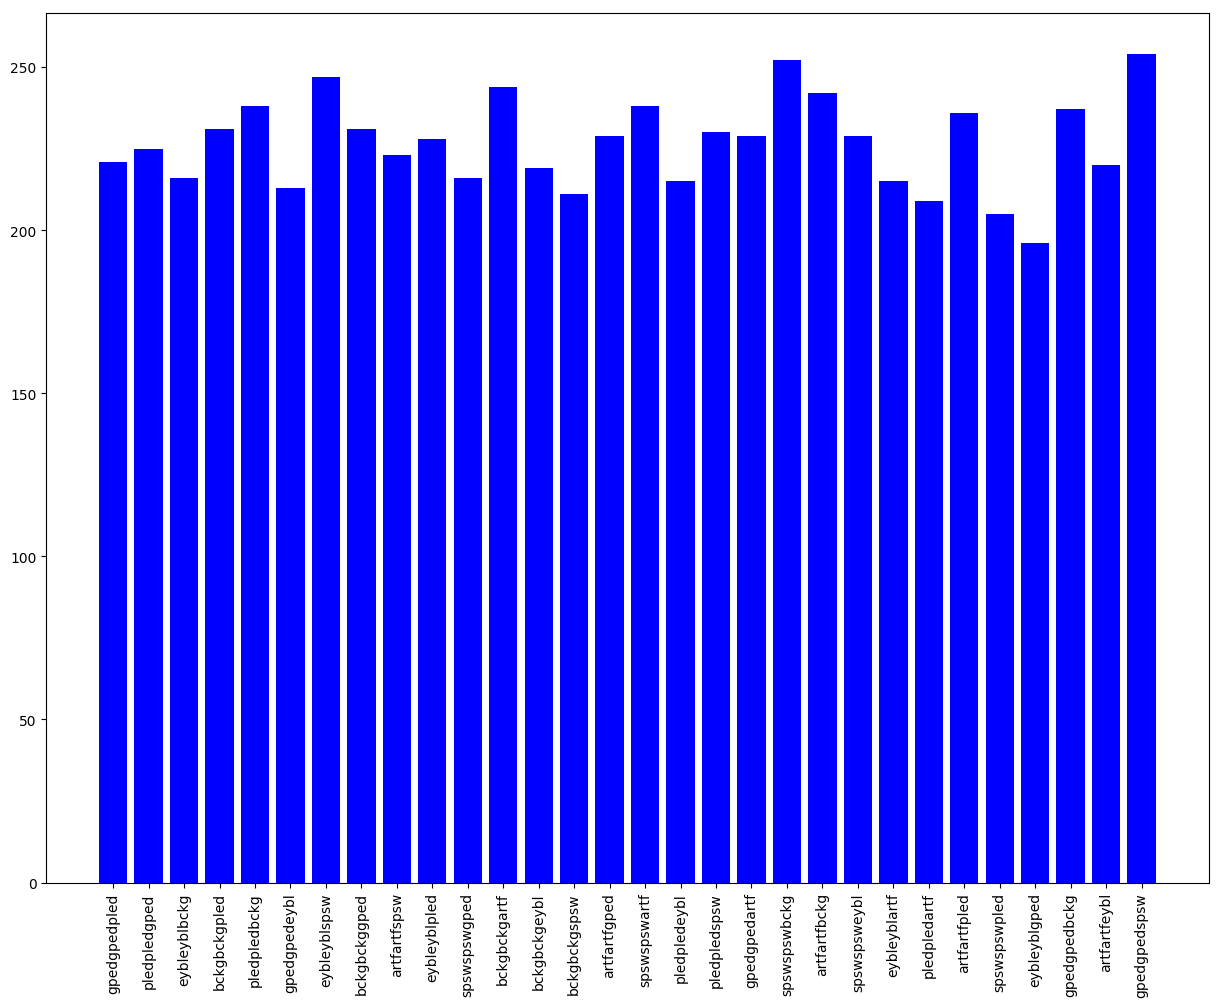 250
200
150
100
50
0
gpedgpedpled
pledpledgped
eybleyblbckg
bckgbckgpled
pledpledbckg
gpedgpedeybl
eybleyblspsw
bckgbckggped
artfartfspsw
eybleyblpled
spswspswgped
bckgbckgartf
bckgbckgeybl
bckgbckgspsw
artfartfgped
spswspswartf
pledpledeybl
pledpledspsw
gpedgpedartf
spswspswbckg
artfartfbckg
spswspsweybl
eybleyblartf
pledpledartf
artfartfpled
spswspswpled
eybleyblgped
gpedgpedbckg
artfartfeybl
gpedgpedspsw